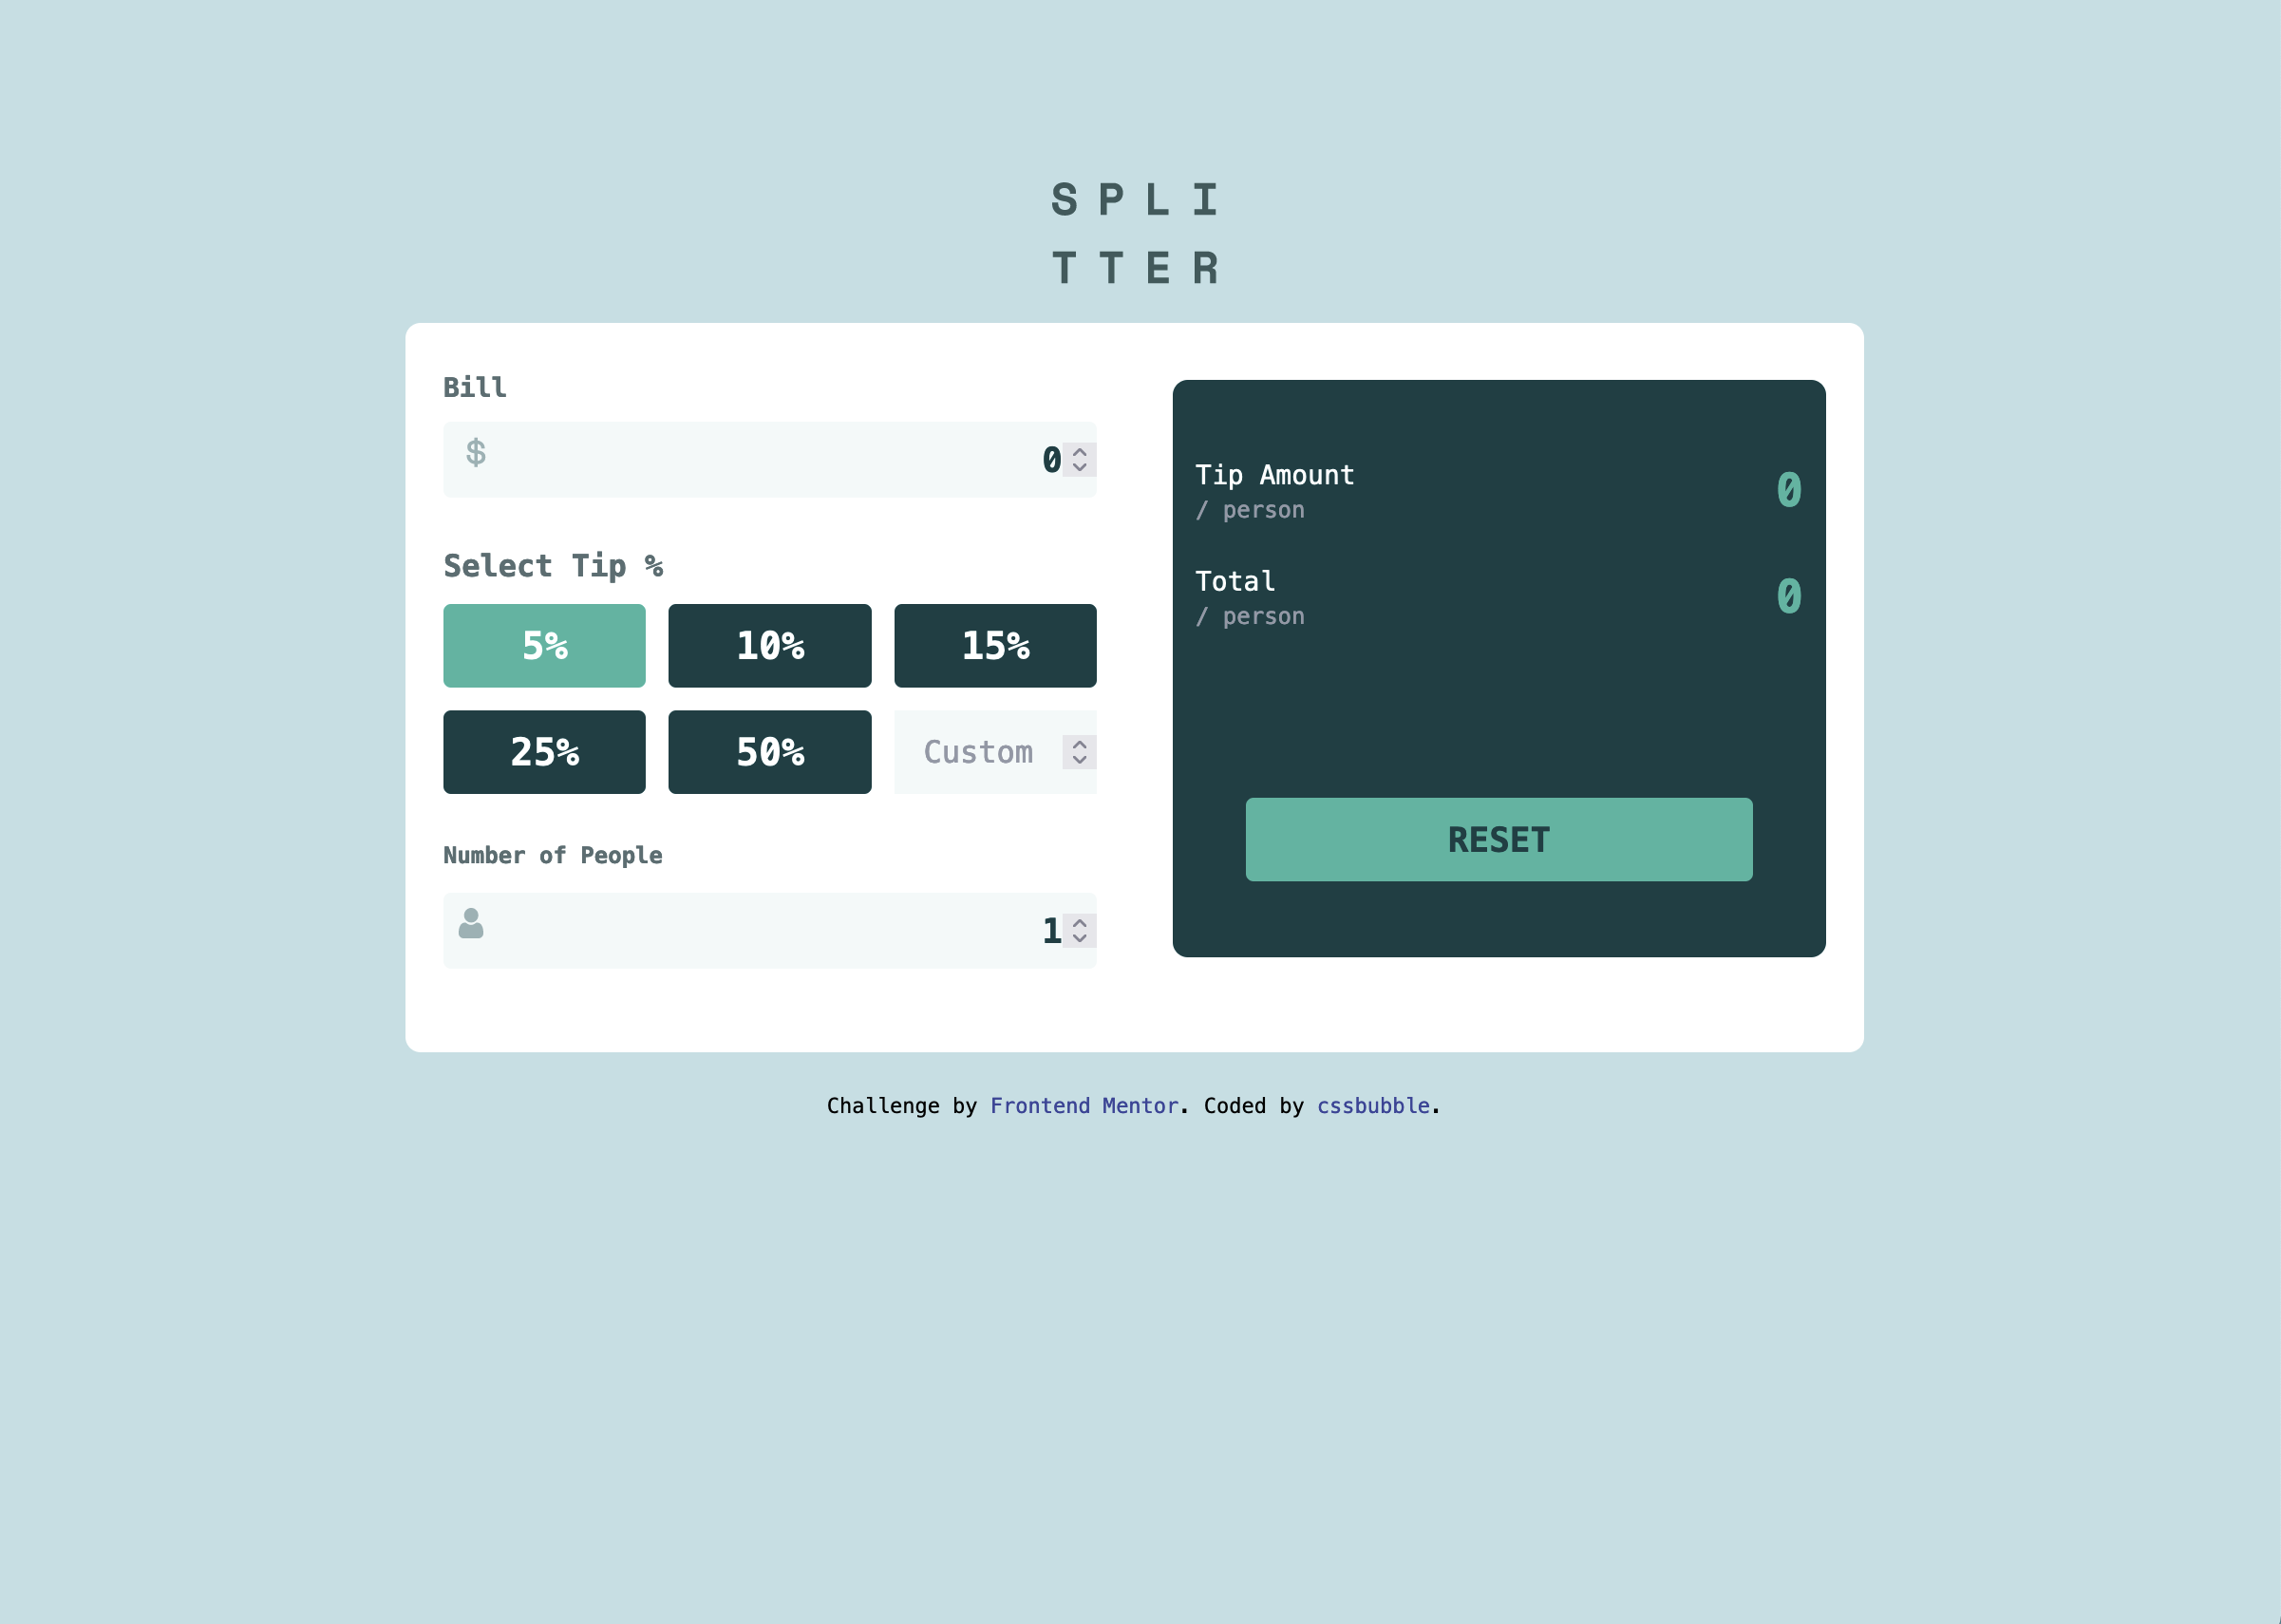 S P L I
T T E R
Bill
$ 0
Select Tip %
5% 10% 15%
25% 50% Custom
Number of People
1
Tip Amount
/ person
0
Total
/ person
0
RESET
Challenge by Frontend Mentor. Coded by cssbubble.